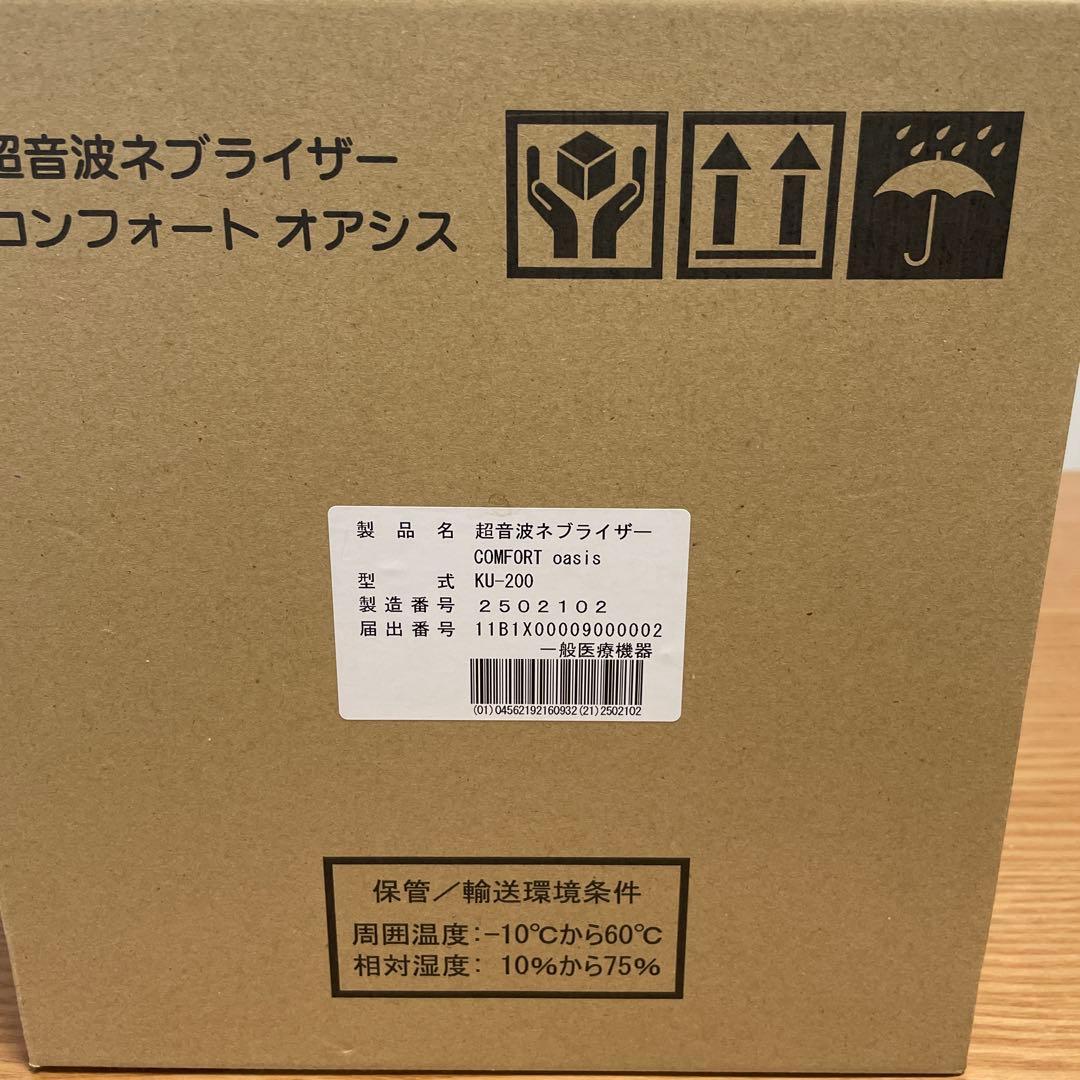 超音波ネブライザー
コンフォート オアシス
製品名 超音波ネブライザー
COMFORT oasis
型式 KU-200
製造番号 2502102
届出番号 11B1X00009000002
一般医療機器
(01)04562192160932(21)2502102
保管／輸送環境条件
周囲温度:-10℃から60℃
相対湿度: 10%から75%